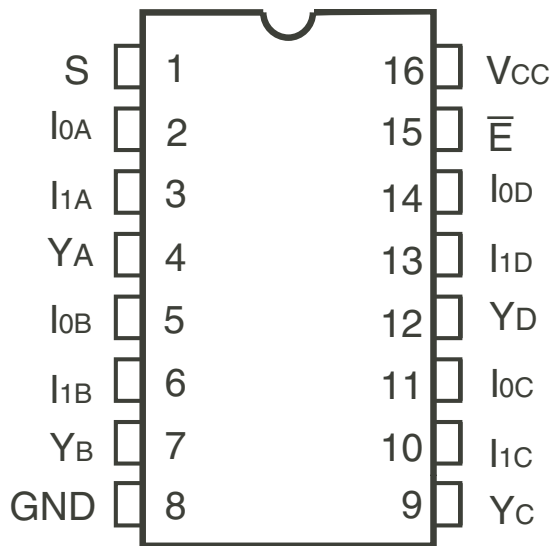 S 1 16 VCC
I0A 2 15 E̅
I1A 3 14 I0D
YA 4 13 I1D
I0B 5 12 YD
I1B 6 11 I0C
YB 7 10 I1C
GND 8 9 YC